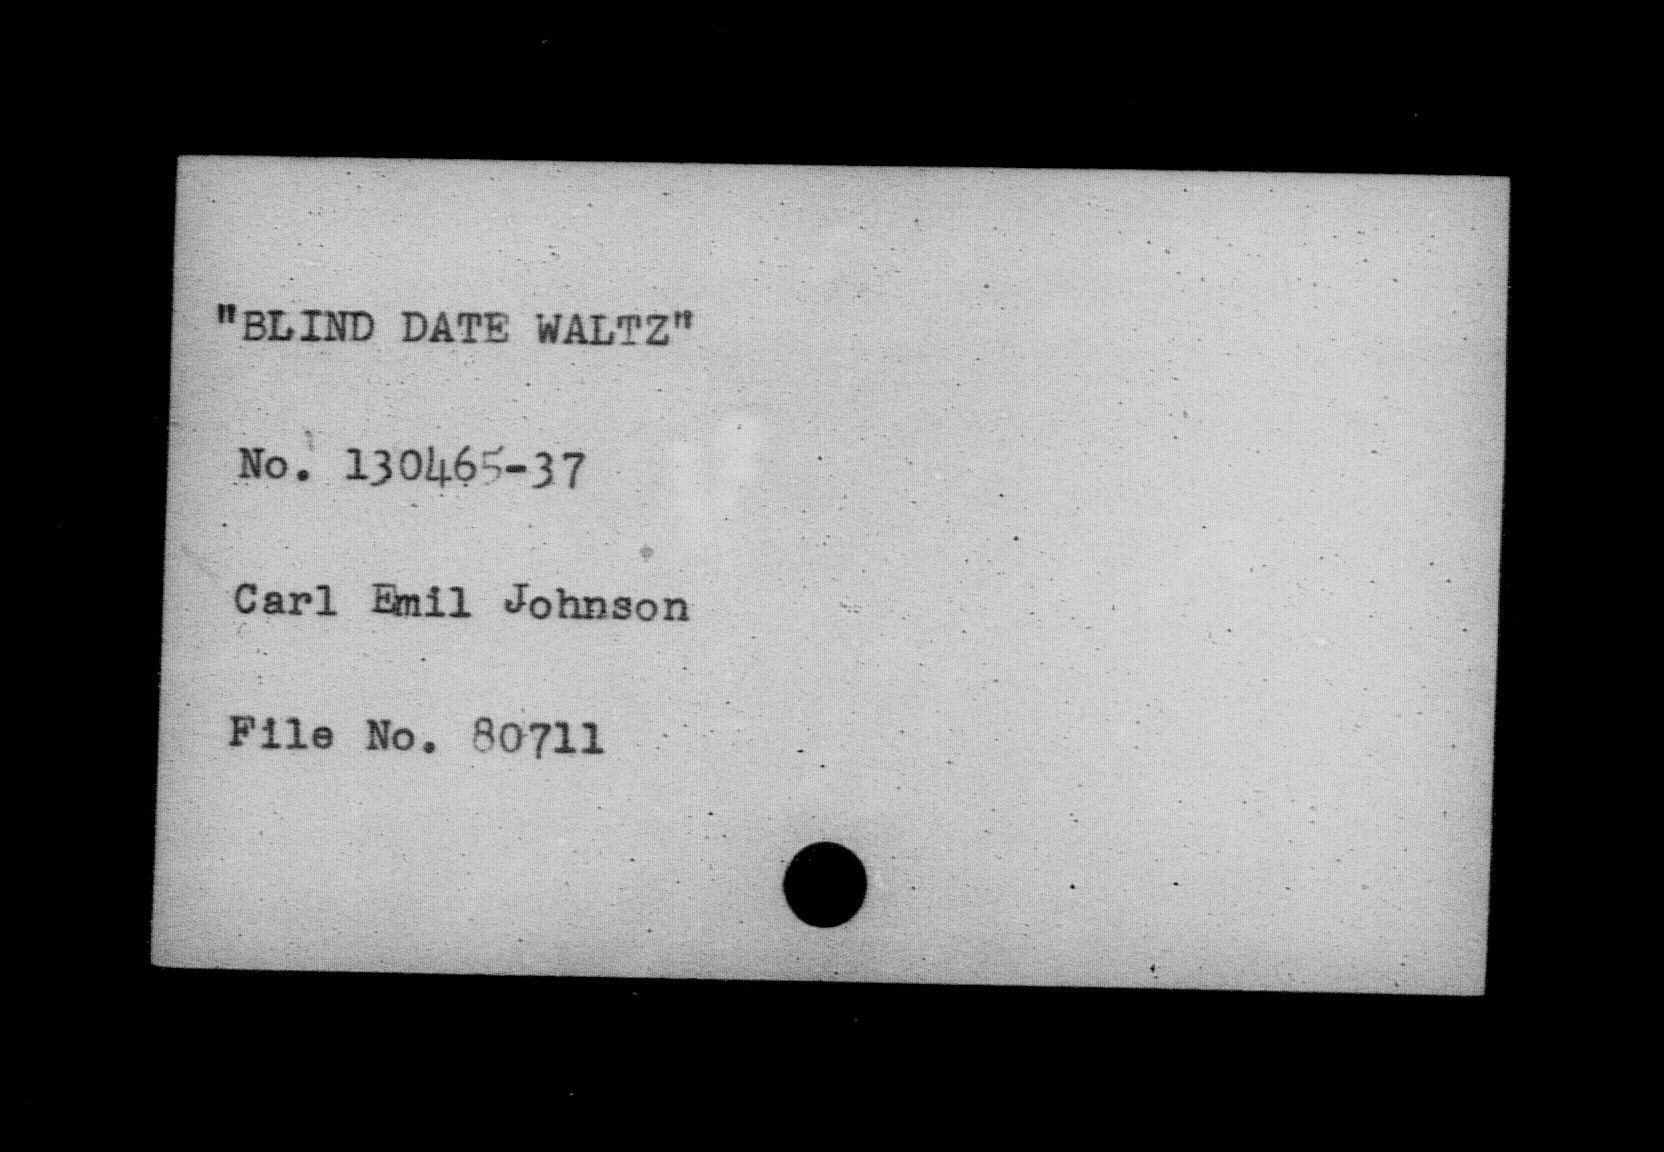 "BLIND DATE WALTZ"
No. 130465-37
Carl Emil Johnson
File No. 80711